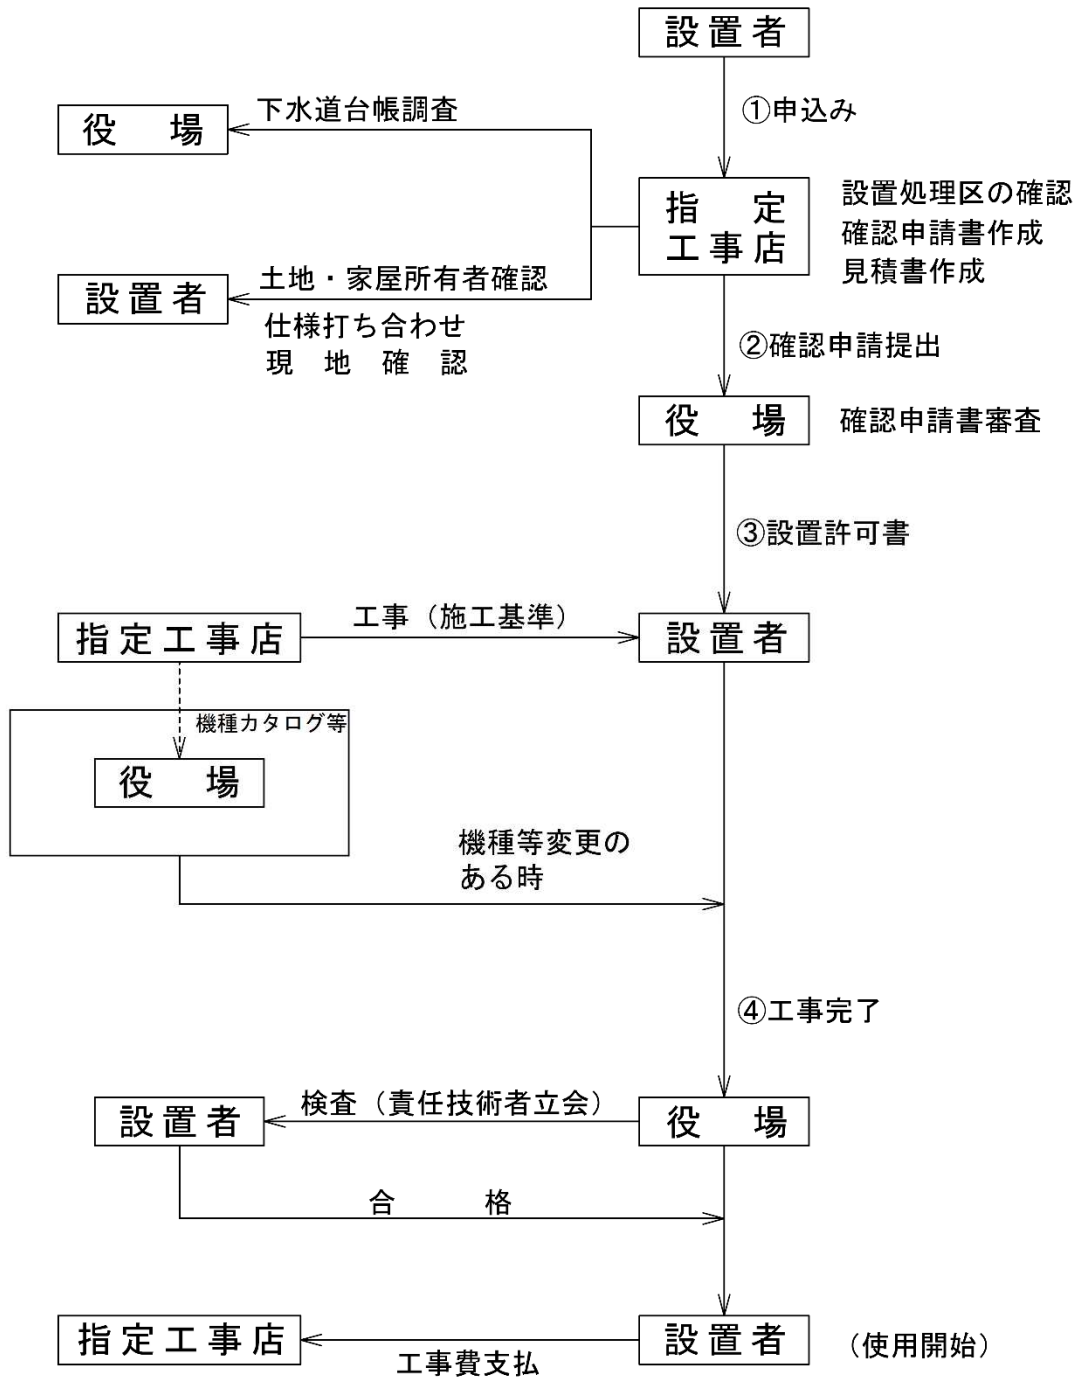 設置者
①申込み
下水道台帳調査
役　場
指　定
工事店
設置処理区の確認
確認申請書作成
見積書作成
土地・家屋所有者確認
設置者
仕様打ち合わせ
現　地　確　認
②確認申請提出
役　場
確認申請書審査
③設置許可書
指定工事店
工事（施工基準）
設置者
機種カタログ等
役　場
機種等変更の
ある時
④工事完了
設置者
検査（責任技術者立会）
役　場
合　　　格
指定工事店
工事費支払
設置者
（使用開始）